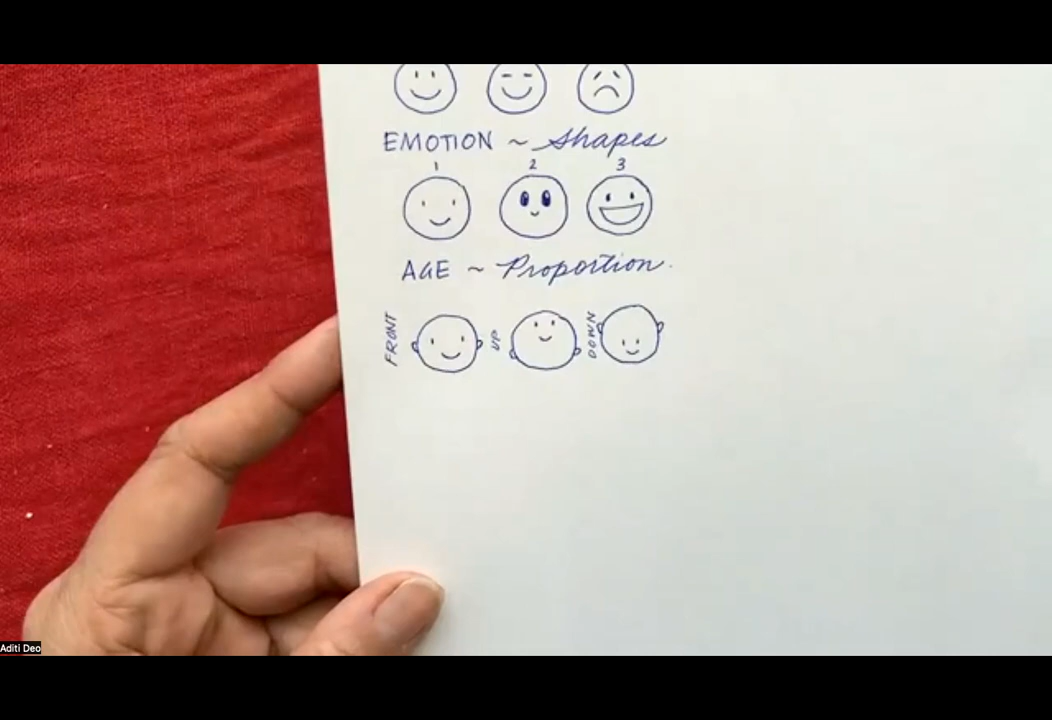 EMOTION ~ Shapes
1 2 3
AGE ~ Proportion.
FRONT UP DOWN
Aditi Deo